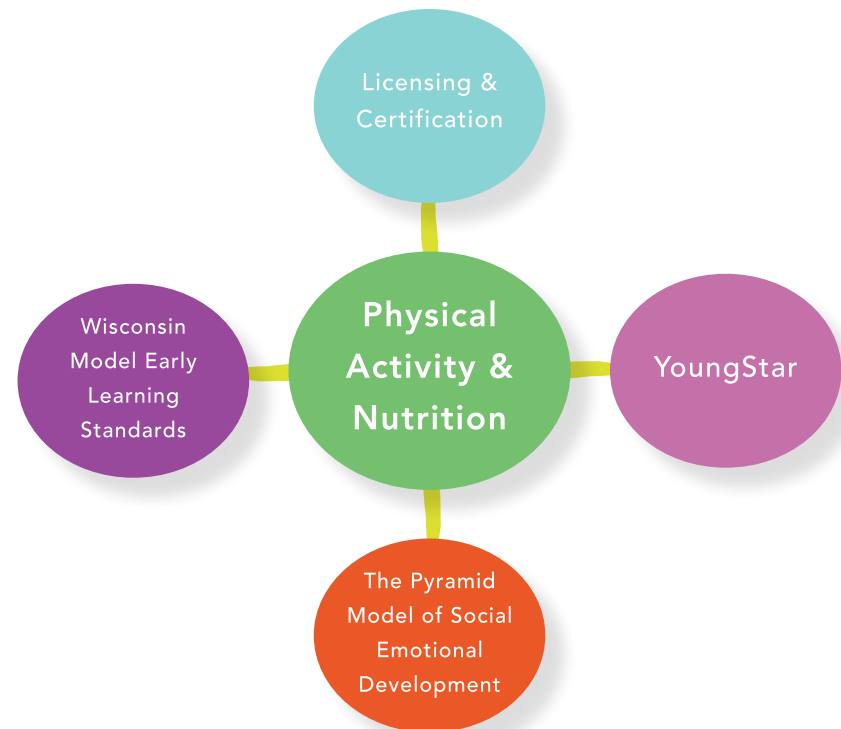 Licensing &
Certification
Physical
Activity &
Nutrition
Wisconsin
Model Early
Learning
Standards
YoungStar
The Pyramid
Model of Social
Emotional
Development